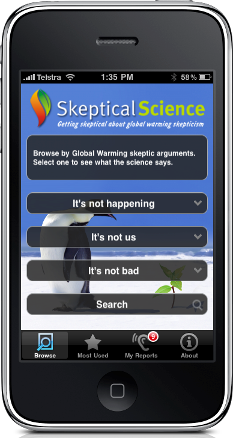 Telstra 1:35 PM 58%
Skeptical Science
Getting skeptical about global warming skepticism
Browse by Global Warming skeptic arguments.
Select one to see what the science says.
It's not happening
It's not us
It's not bad
Search
9
Browse Most Used My Reports About